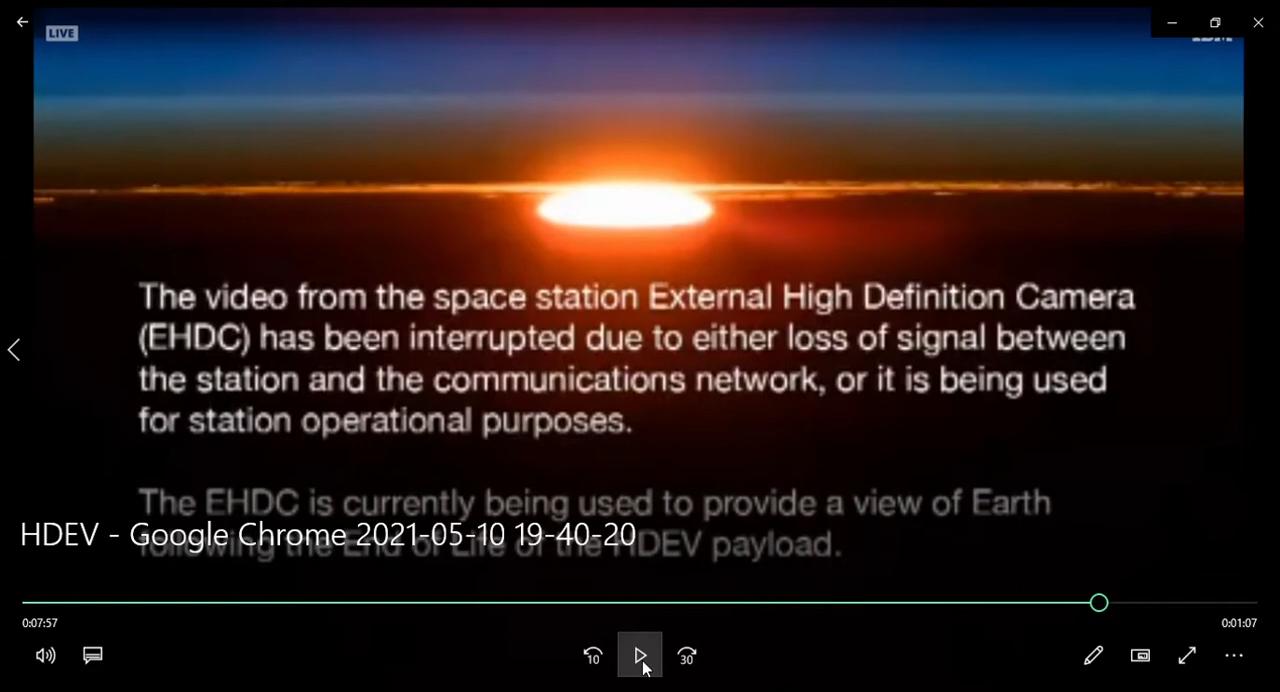 LIVE
The video from the space station External High Definition Camera
(EHDC) has been interrupted due to either loss of signal between
the station and the communications network, or it is being used
for station operational purposes.
The EHDC is currently being used to provide a view of Earth
HDEV - Google Chrome 2021-05-10 19-40-20
following the End of Life of the HDEV payload.
0:07:57
0:01:07
10
30